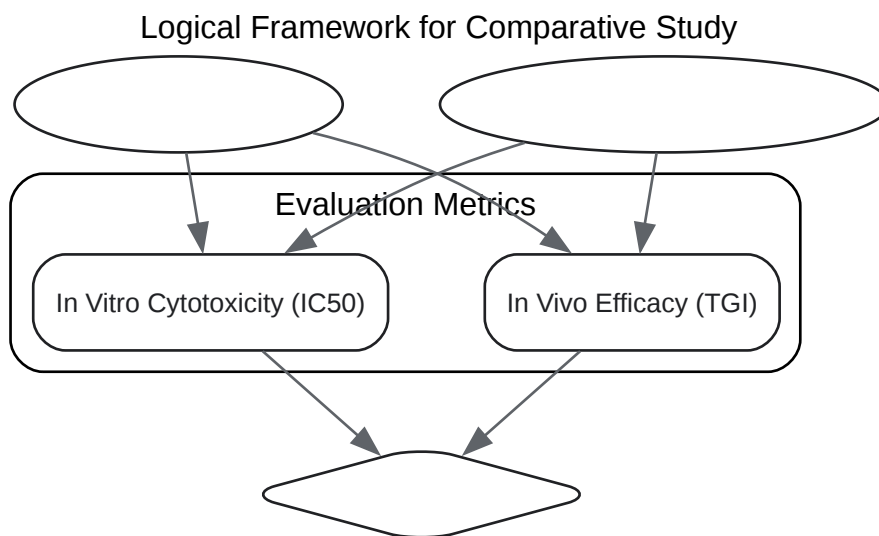 Logical Framework for Comparative Study
Evaluation Metrics
In Vitro Cytotoxicity (IC50)
In Vivo Efficacy (TGI)